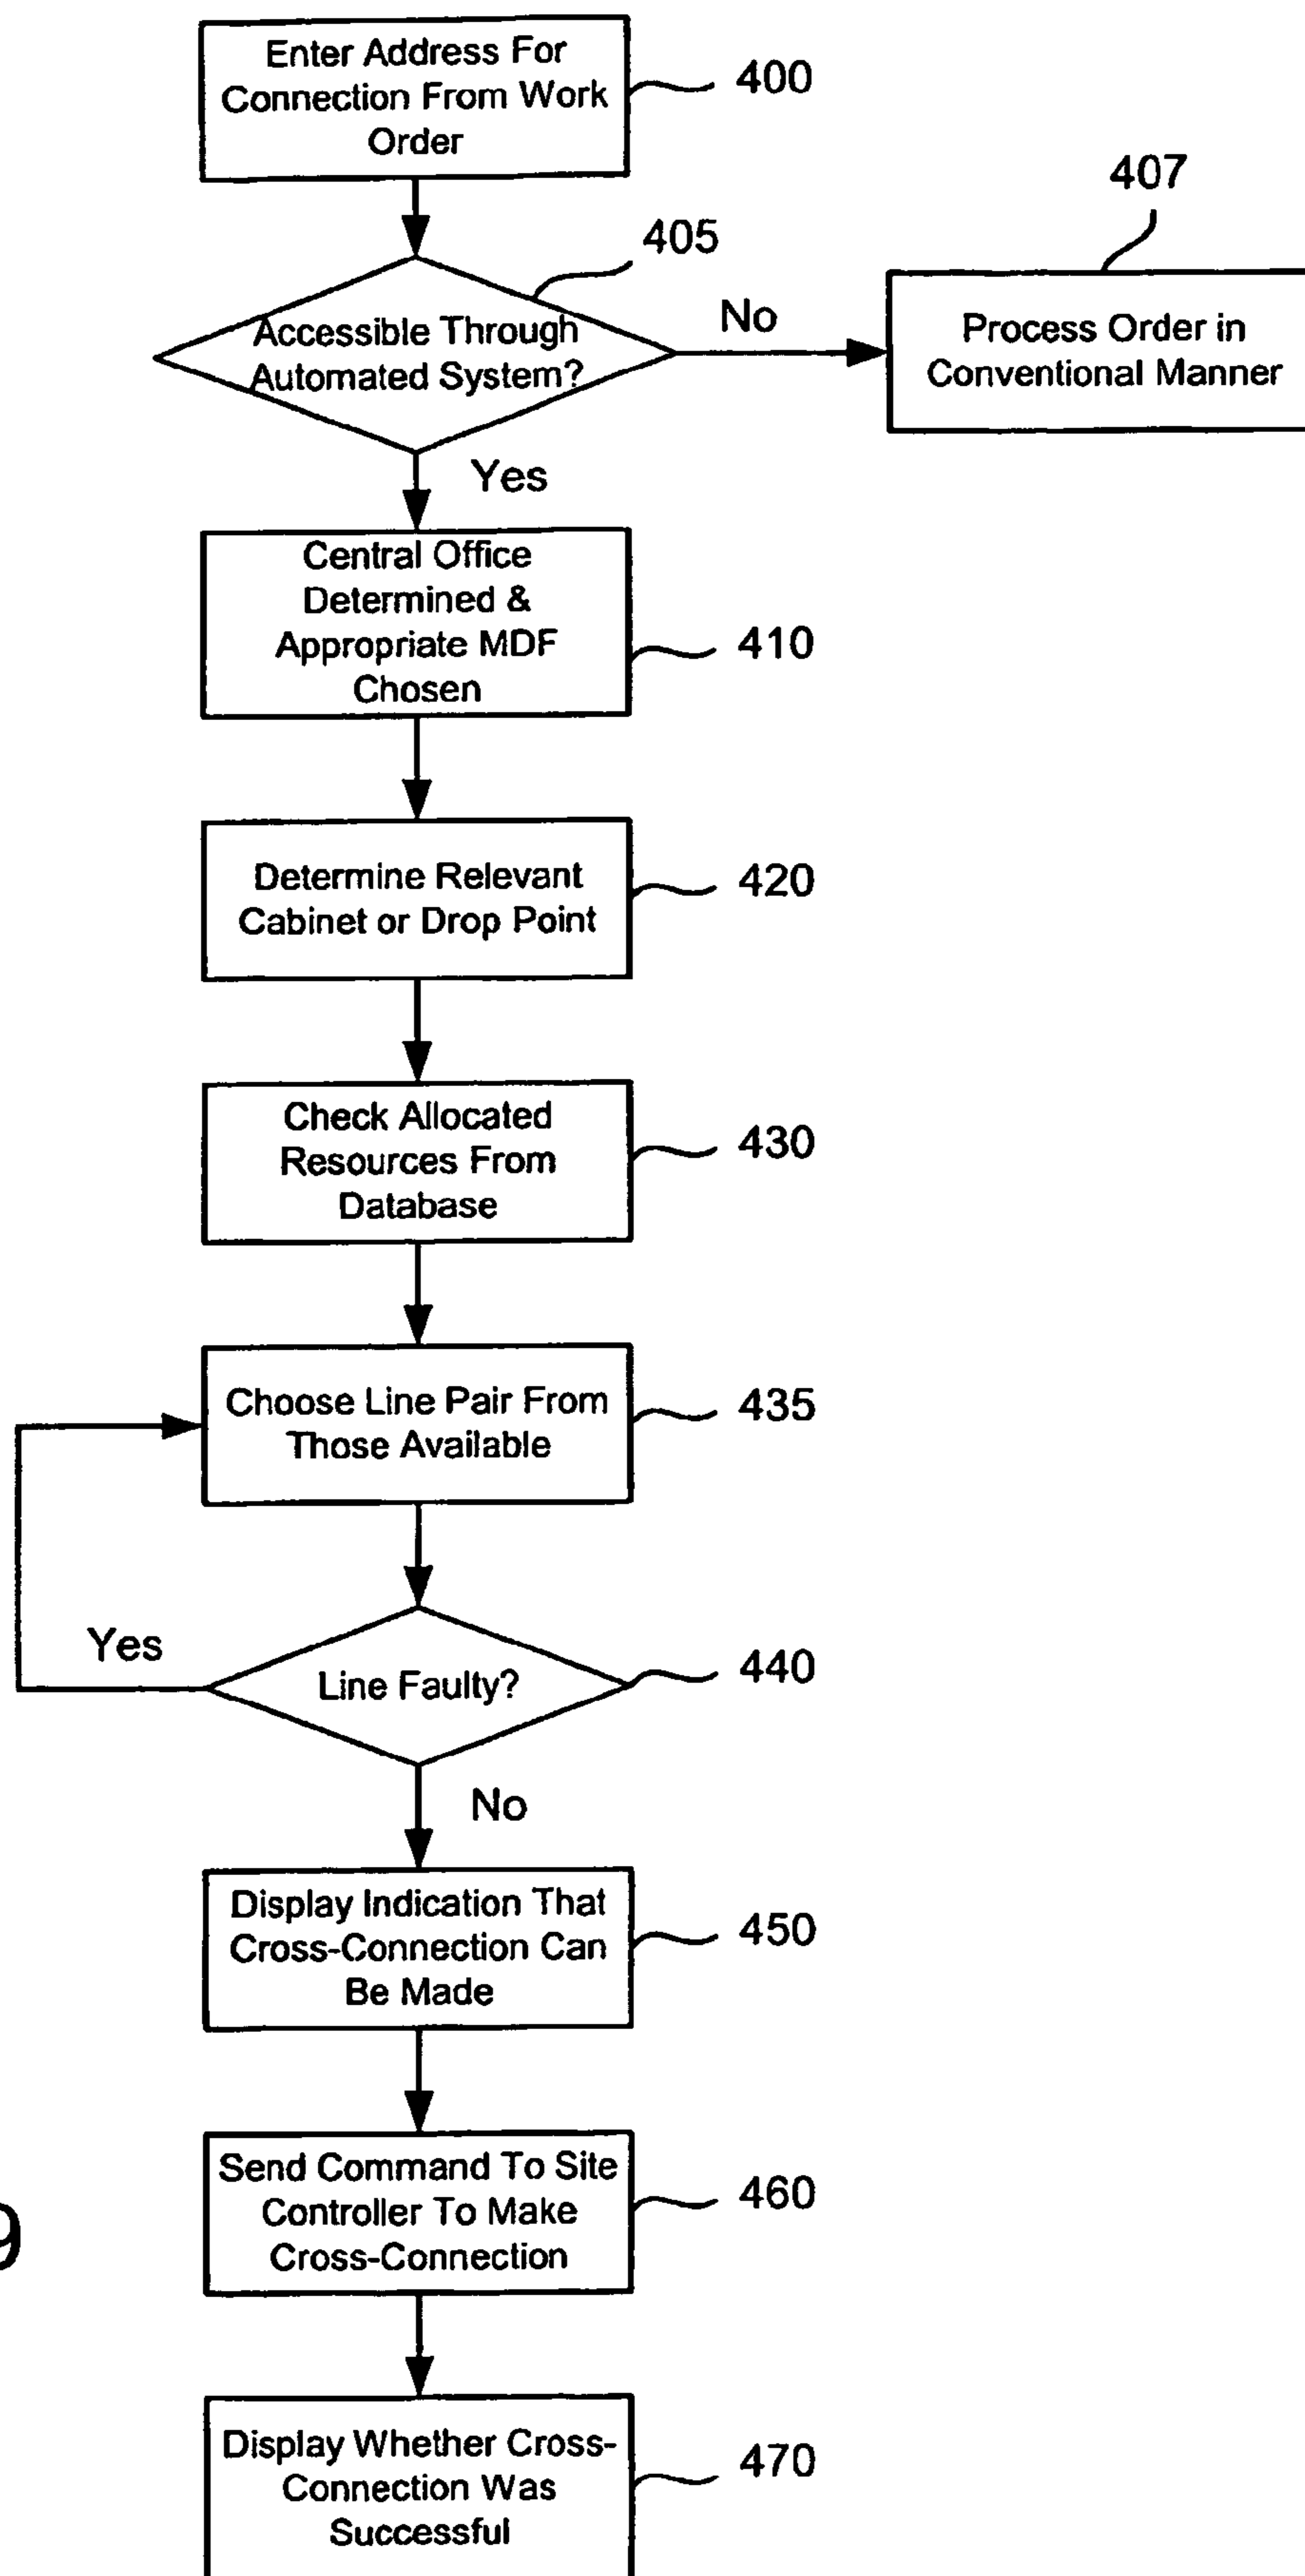 Enter Address For
Connection From Work
Order
400
405
Accessible Through
Automated System?
No
407
Process Order in
Conventional Manner
Yes
Central Office
Determined &
Appropriate MDF
Chosen
410
Determine Relevant
Cabinet or Drop Point
420
Check Allocated
Resources From
Database
430
Choose Line Pair From
Those Available
435
Yes
Line Faulty?
440
No
Display Indication That
Cross-Connection Can
Be Made
450
Send Command To Site
Controller To Make
Cross-Connection
460
9
Display Whether Cross-
Connection Was
Successful
470